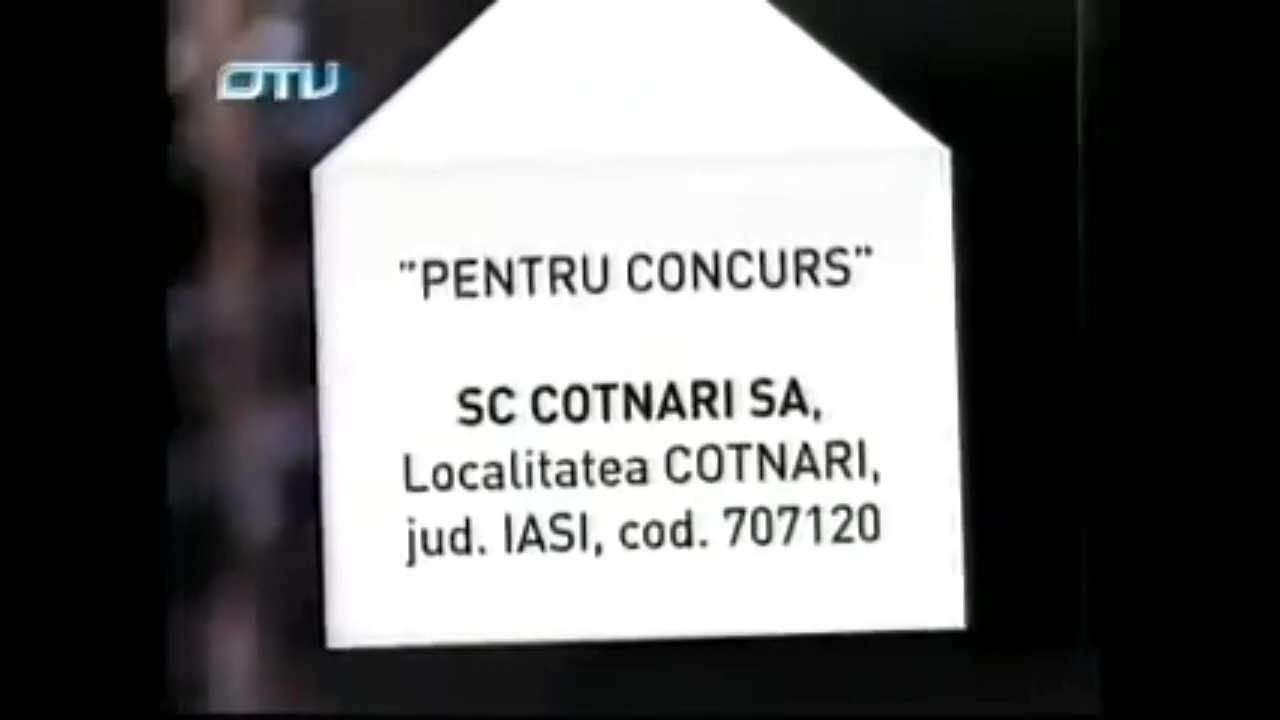 OTV
"PENTRU CONCURS"
SC COTNARI SA,
Localitatea COTNARI,
jud. IASI, cod. 707120